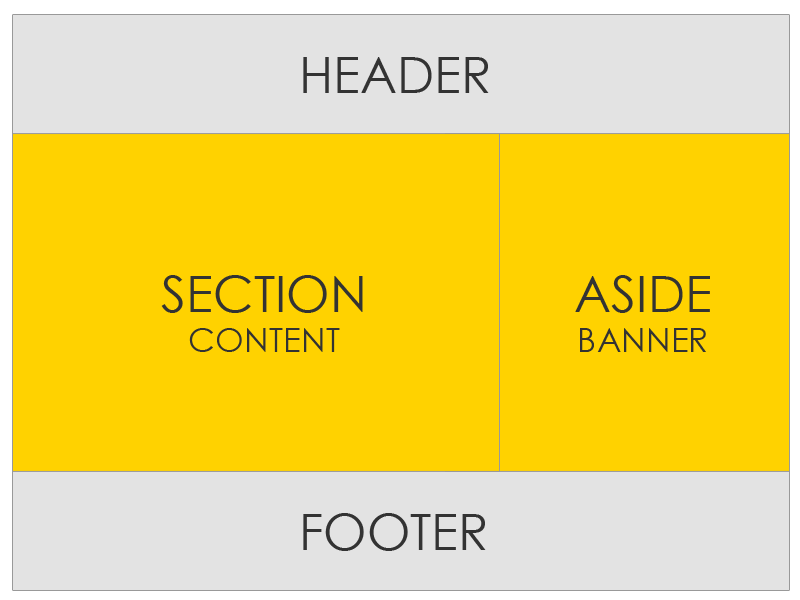 HEADER
SECTION
CONTENT
ASIDE
BANNER
FOOTER